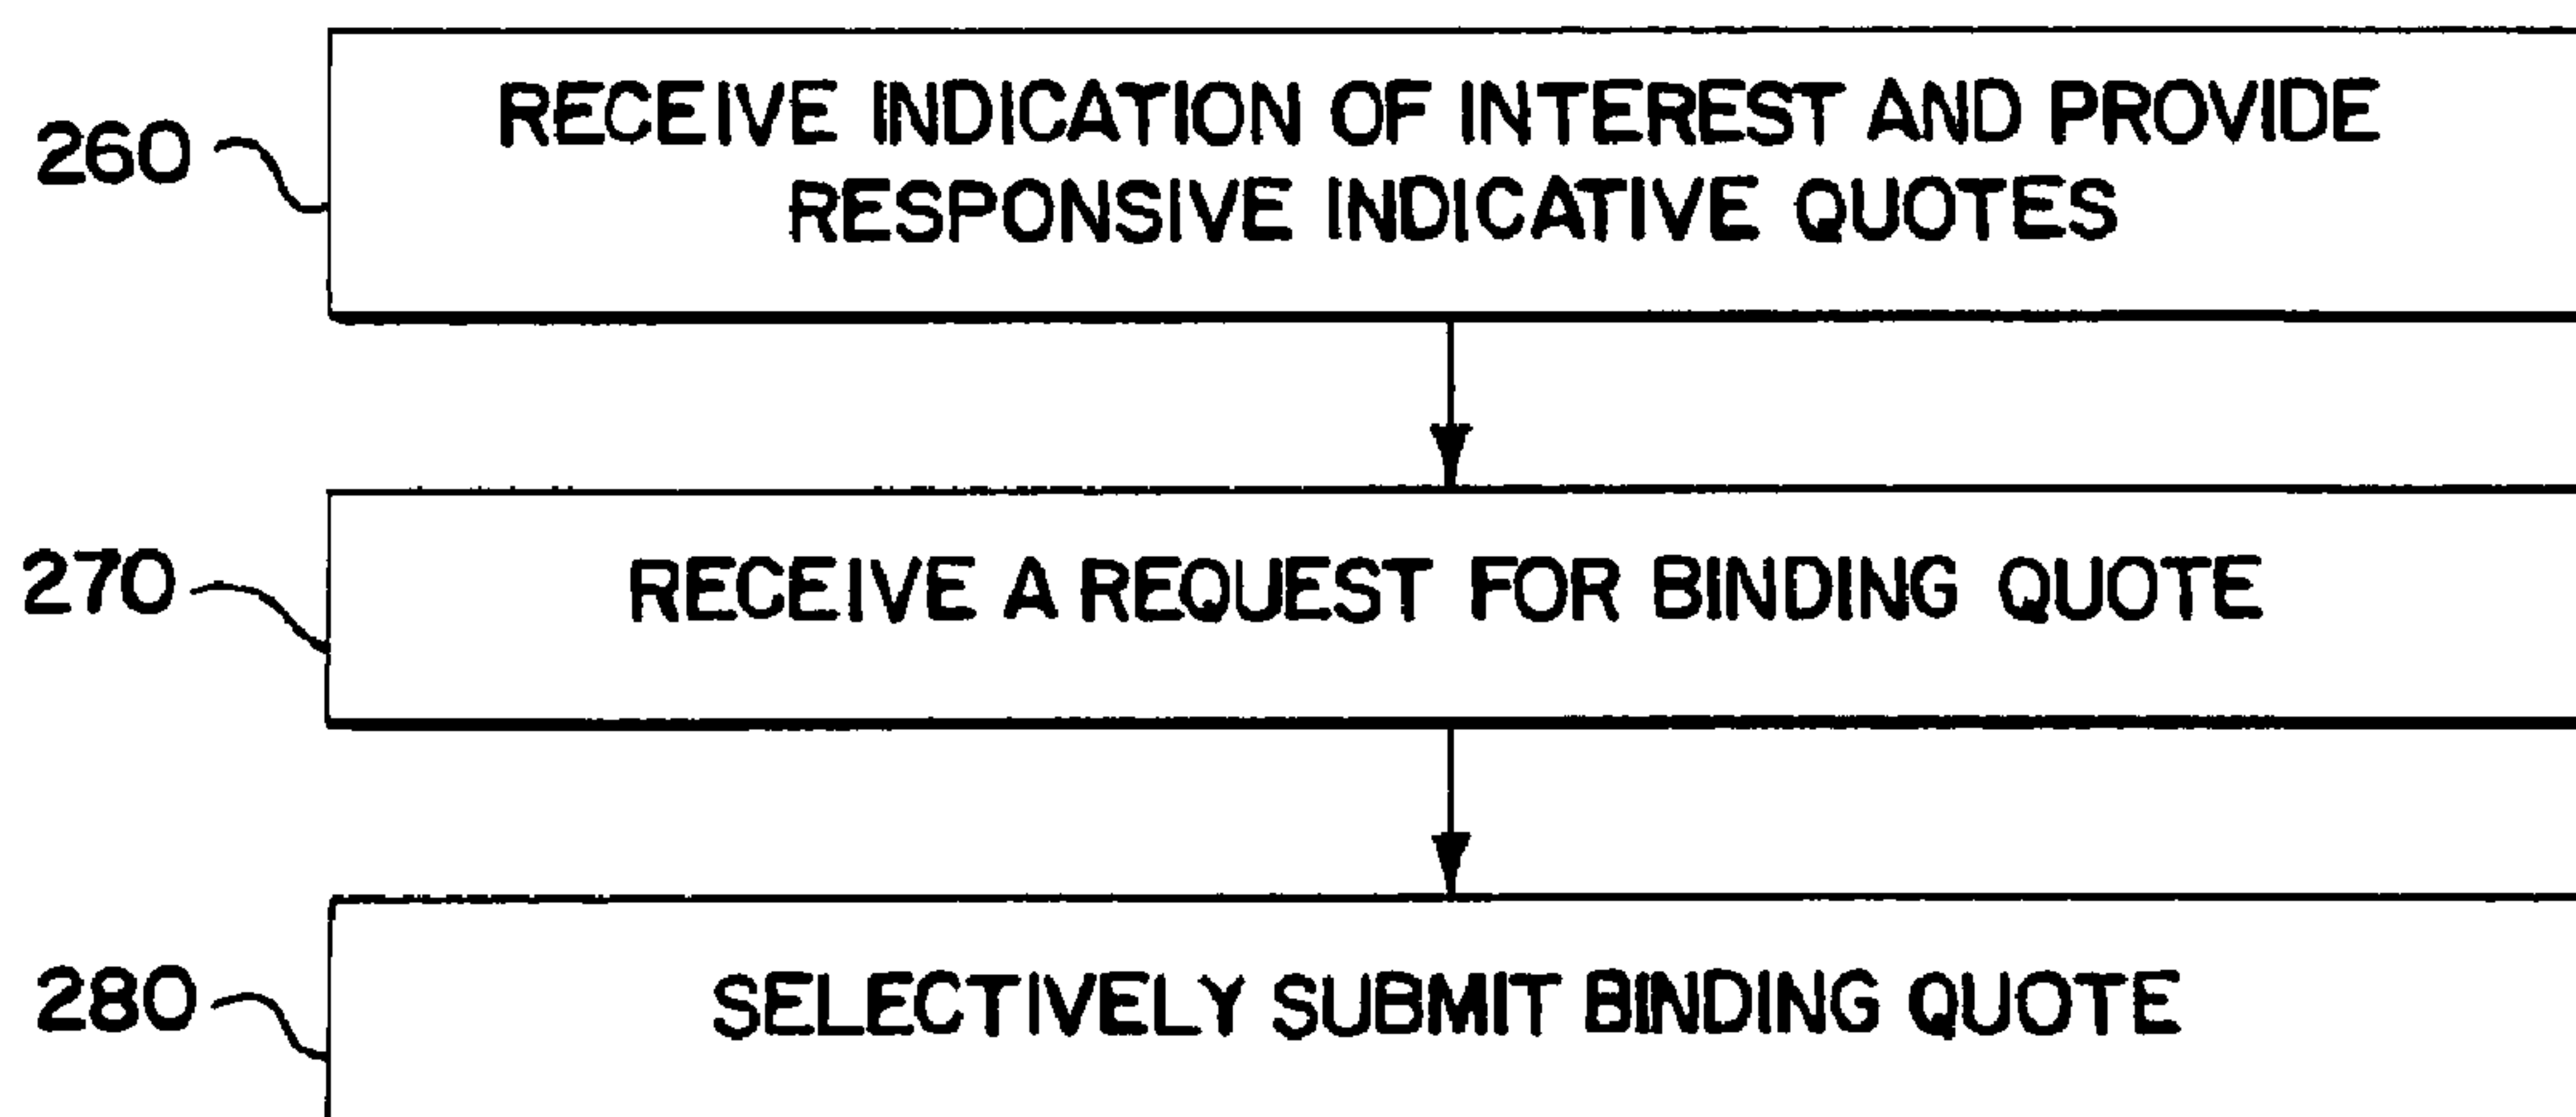 260
RECEIVE INDICATION OF INTEREST AND PROVIDE
RESPONSIVE INDICATIVE QUOTES
270
RECEIVE A REQUEST FOR BINDING QUOTE
280
SELECTIVELY SUBMIT BINDING QUOTE